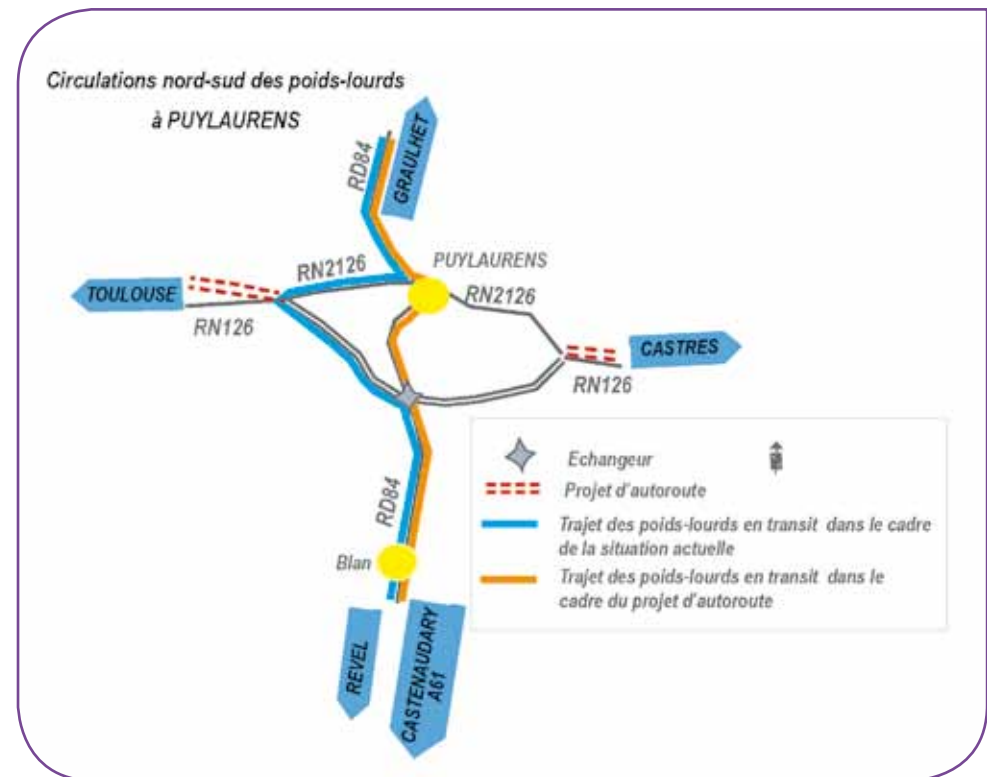 Circulations nord-sud des poids-lourds
à PUYLAURENS
RD84
GRAULHET
RN2126
PUYLAURENS
RN2126
TOULOUSE
RN126
CASTRES
RN126
RD84
Blan
REVEL
CASTENAUDARY
A61
Echangeur
Projet d'autoroute
Trajet des poids-lourds en transit dans le cadre
de la situation actuelle
Trajet des poids-lourds en transit dans le
cadre du projet d'autoroute